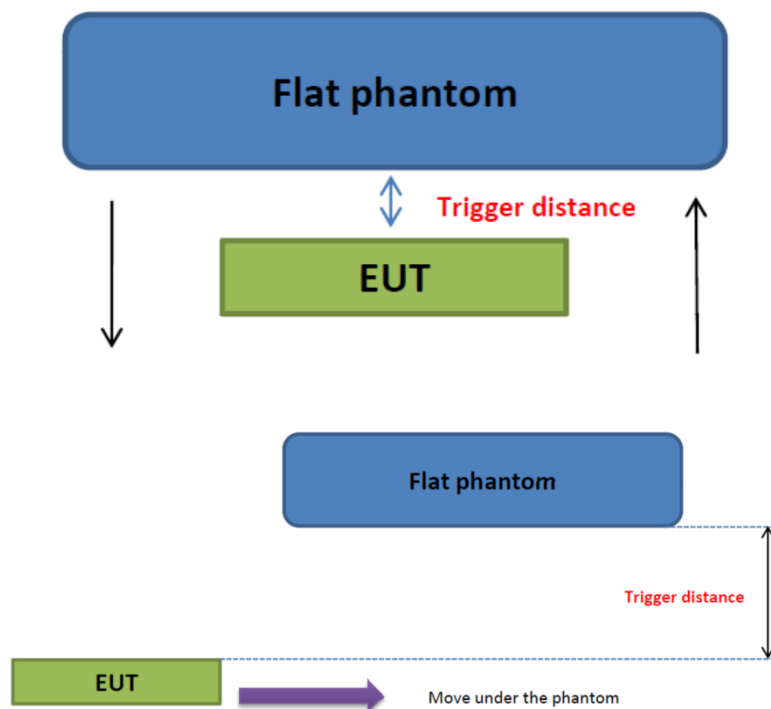 Flat phantom
Trigger distance
EUT
Flat phantom
Trigger distance
EUT
Move under the phantom